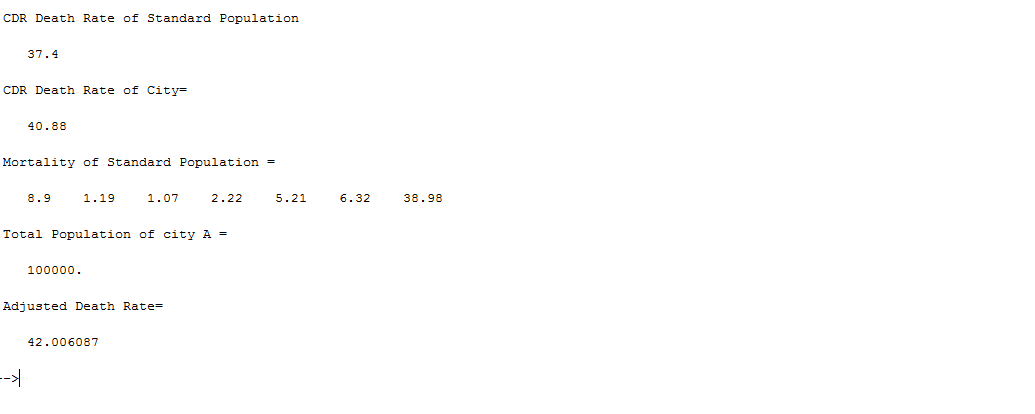 CDR Death Rate of Standard Population
37.4
CDR Death Rate of City=
40.88
Mortality of Standard Population =
8.9 1.19 1.07 2.22 5.21 6.32 38.98
Total Population of city A =
100000.
Adjusted Death Rate=
42.006087
-->